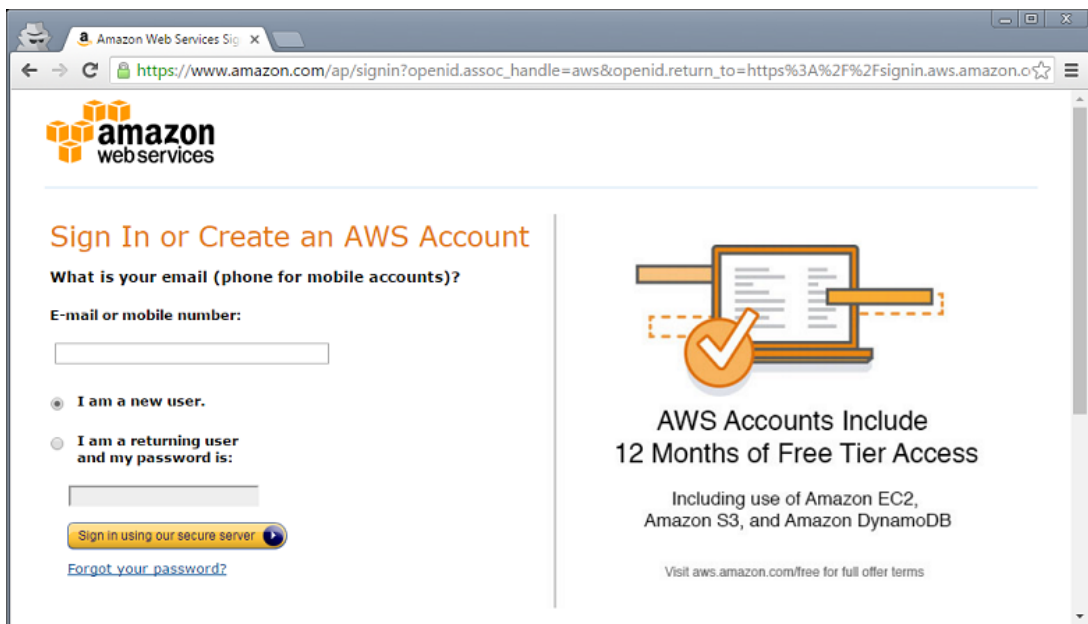 a Amazon Web Services Sig
https://www.amazon.com/ap/signin?openid.assoc_handle=aws&openid.return_to=https%3A%2F%2Fsignin.aws.amazon.c
amazon
web services
Sign In or Create an AWS Account
What is your email (phone for mobile accounts)?
E-mail or mobile number:
I am a new user.
I am a returning user
and my password is:
Sign in using our secure server
Forgot your password?
AWS Accounts Include
12 Months of Free Tier Access
Including use of Amazon EC2,
Amazon S3, and Amazon DynamoDB
Visit aws.amazon.com/free for full offer terms